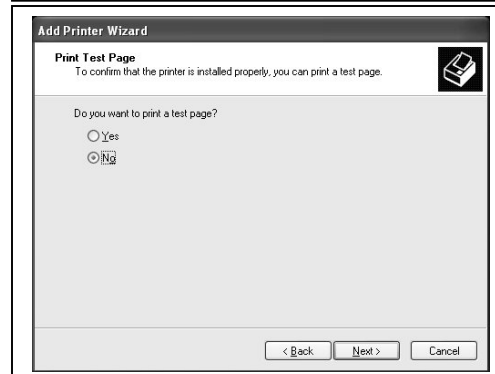 Add Printer Wizard
Print Test Page
To confirm that the printer is installed properly, you can print a test page.
Do you want to print a test page?
Yes
No
< Back Next > Cancel